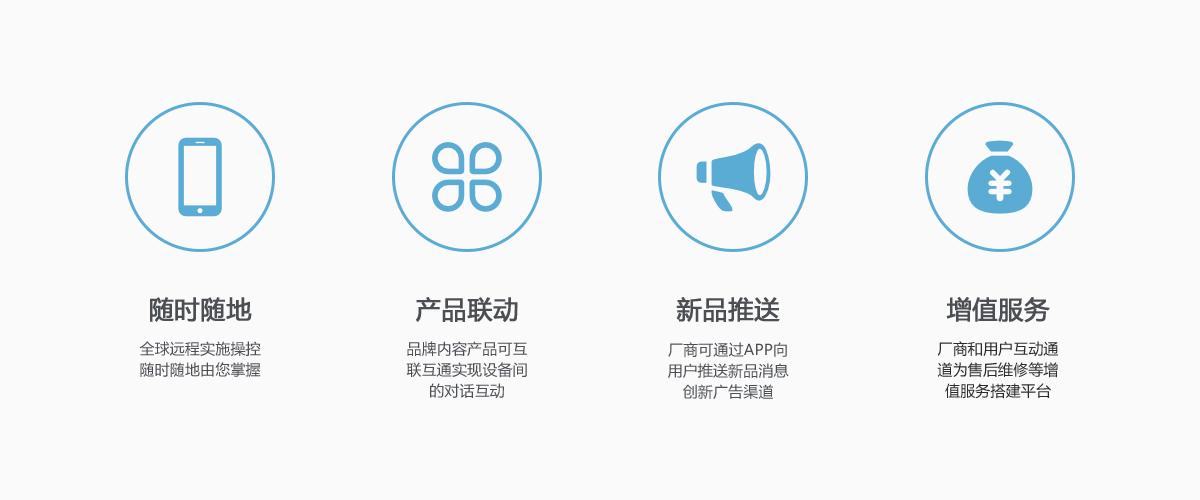 随时随地
全球远程实施操控
随时随地由您掌握
产品联动
品牌内容产品可互
联互通实现设备间
的对话互动
新品推送
厂商可通过APP向
用户推送新品消息
创新广告渠道
¥
增值服务
厂商和用户互动通
道为售后维修等增
值服务搭建平台